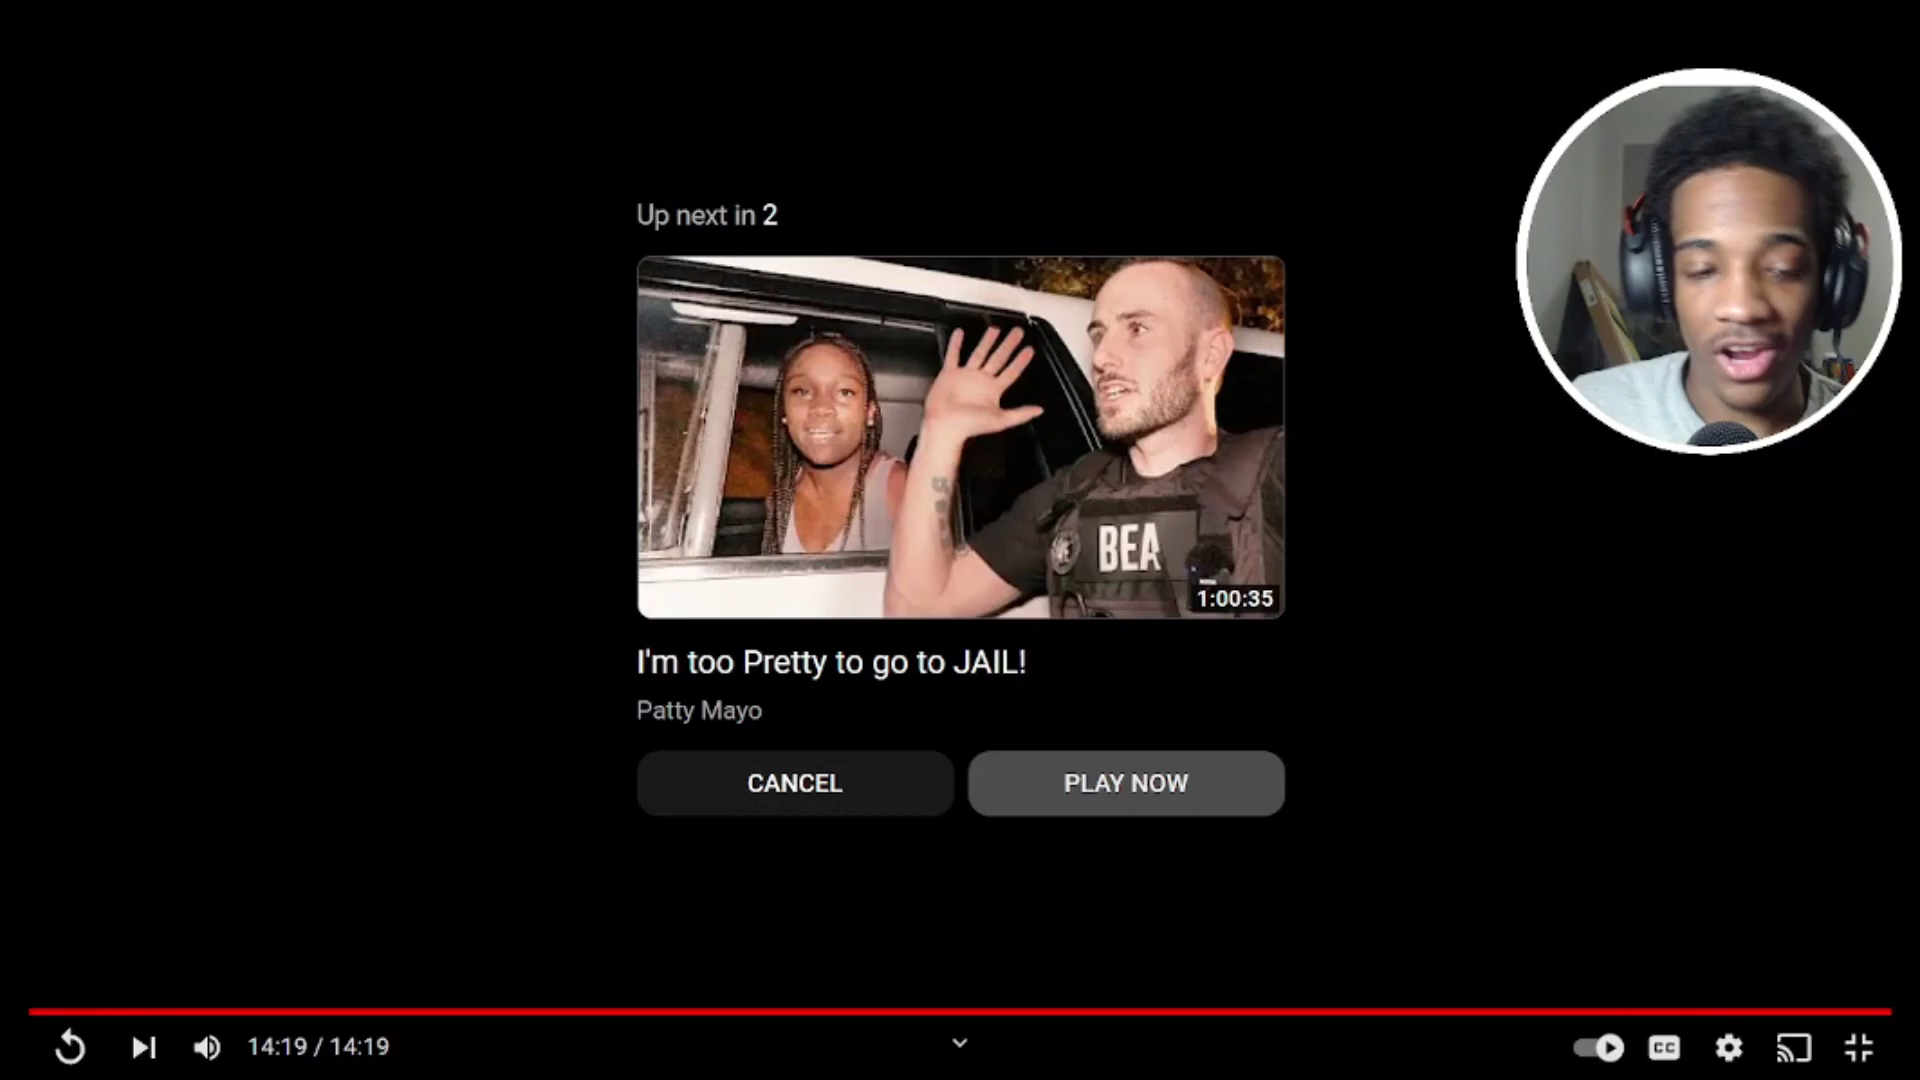 Up next in 2
BEA
1:00:35
I'm too Pretty to go to JAIL!
Patty Mayo
CANCEL
PLAY NOW
14:19 / 14:19
CC